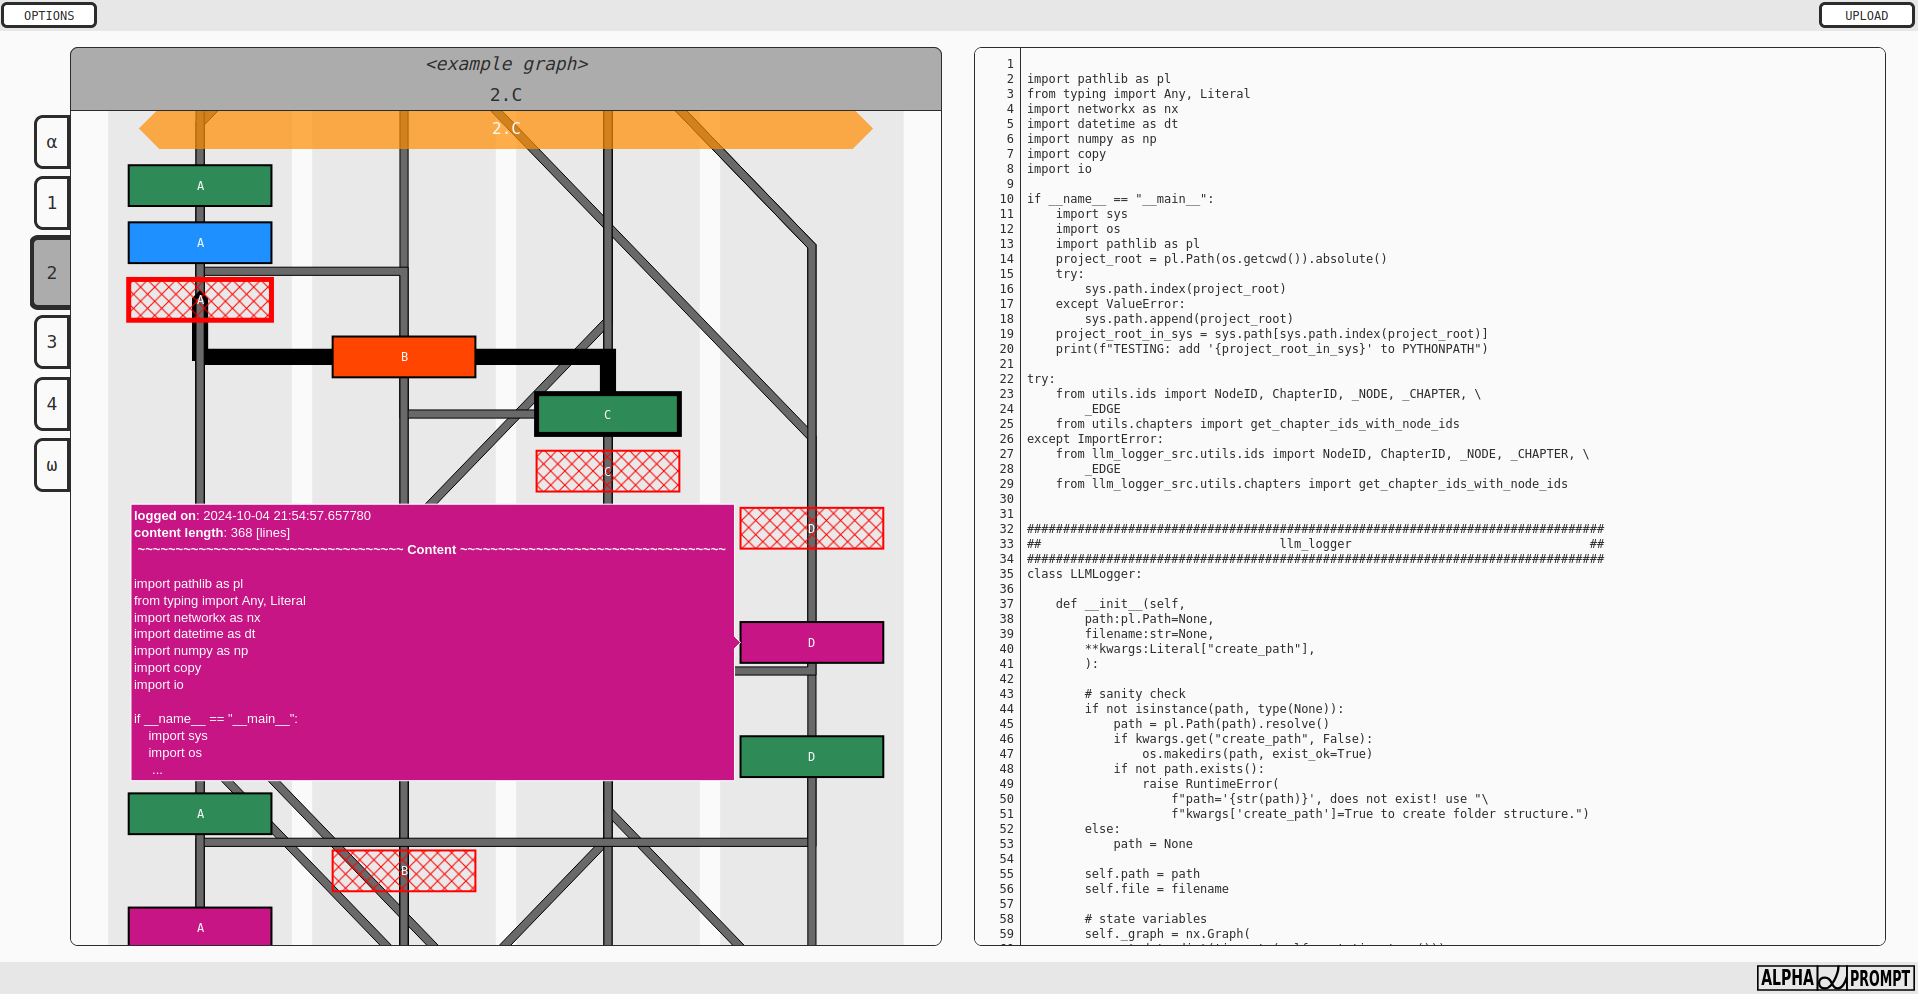 OPTIONS
UPLOAD
<example graph>
2.C
2.C
α
1
2
3
4
ω
A
A
A
B
C
C
D
D
D
A
B
A
logged on: 2024-10-04 21:54:57.657780
content length: 368 [lines]
~~~~~~~~~~~~~~~~~~~~~~~~~~~~~~~~~~~ Content ~~~~~~~~~~~~~~~~~~~~~~~~~~~~~~~~~~~
import pathlib as pl
from typing import Any, Literal
import networkx as nx
import datetime as dt
import numpy as np
import copy
import io
if __name__ == "__main__":
    import sys
    import os
     ...
1
2 import pathlib as pl
3 from typing import Any, Literal
4 import networkx as nx
5 import datetime as dt
6 import numpy as np
7 import copy
8 import io
9
10 if __name__ == "__main__":
11     import sys
12     import os
13     import pathlib as pl
14     project_root = pl.Path(os.getcwd()).absolute()
15     try:
16         sys.path.index(project_root)
17     except ValueError:
18         sys.path.append(project_root)
19     project_root_in_sys = sys.path[sys.path.index(project_root)]
20     print(f"TESTING: add '{project_root_in_sys}' to PYTHONPATH")
21
22 try:
23     from utils.ids import NodeID, ChapterID, _NODE, _CHAPTER, \
24         _EDGE
25     from utils.chapters import get_chapter_ids_with_node_ids
26 except ImportError:
27     from llm_logger_src.utils.ids import NodeID, ChapterID, _NODE, _CHAPTER, \
28         _EDGE
29     from llm_logger_src.utils.chapters import get_chapter_ids_with_node_ids
30
31
32 ################################################################################
33 ##                                 llm_logger                                 ##
34 ################################################################################
35 class LLMLogger:
36
37     def __init__(self,
38         path:pl.Path=None,
39         filename:str=None,
40         **kwargs:Literal["create_path"],
41         ):
42
43         # sanity check
44         if not isinstance(path, type(None)):
45             path = pl.Path(path).resolve()
46             if kwargs.get("create_path", False):
47                 os.makedirs(path, exist_ok=True)
48             if not path.exists():
49                 raise RuntimeError(
50                     f"path='{str(path)}', does not exist! use "\
51                     f"kwargs['create_path']=True to create folder structure.")
52         else:
53             path = None
54
55         self.path = path
56         self.file = filename
57
58         # state variables
59         self._graph = nx.Graph(
ALPHA PROMPT